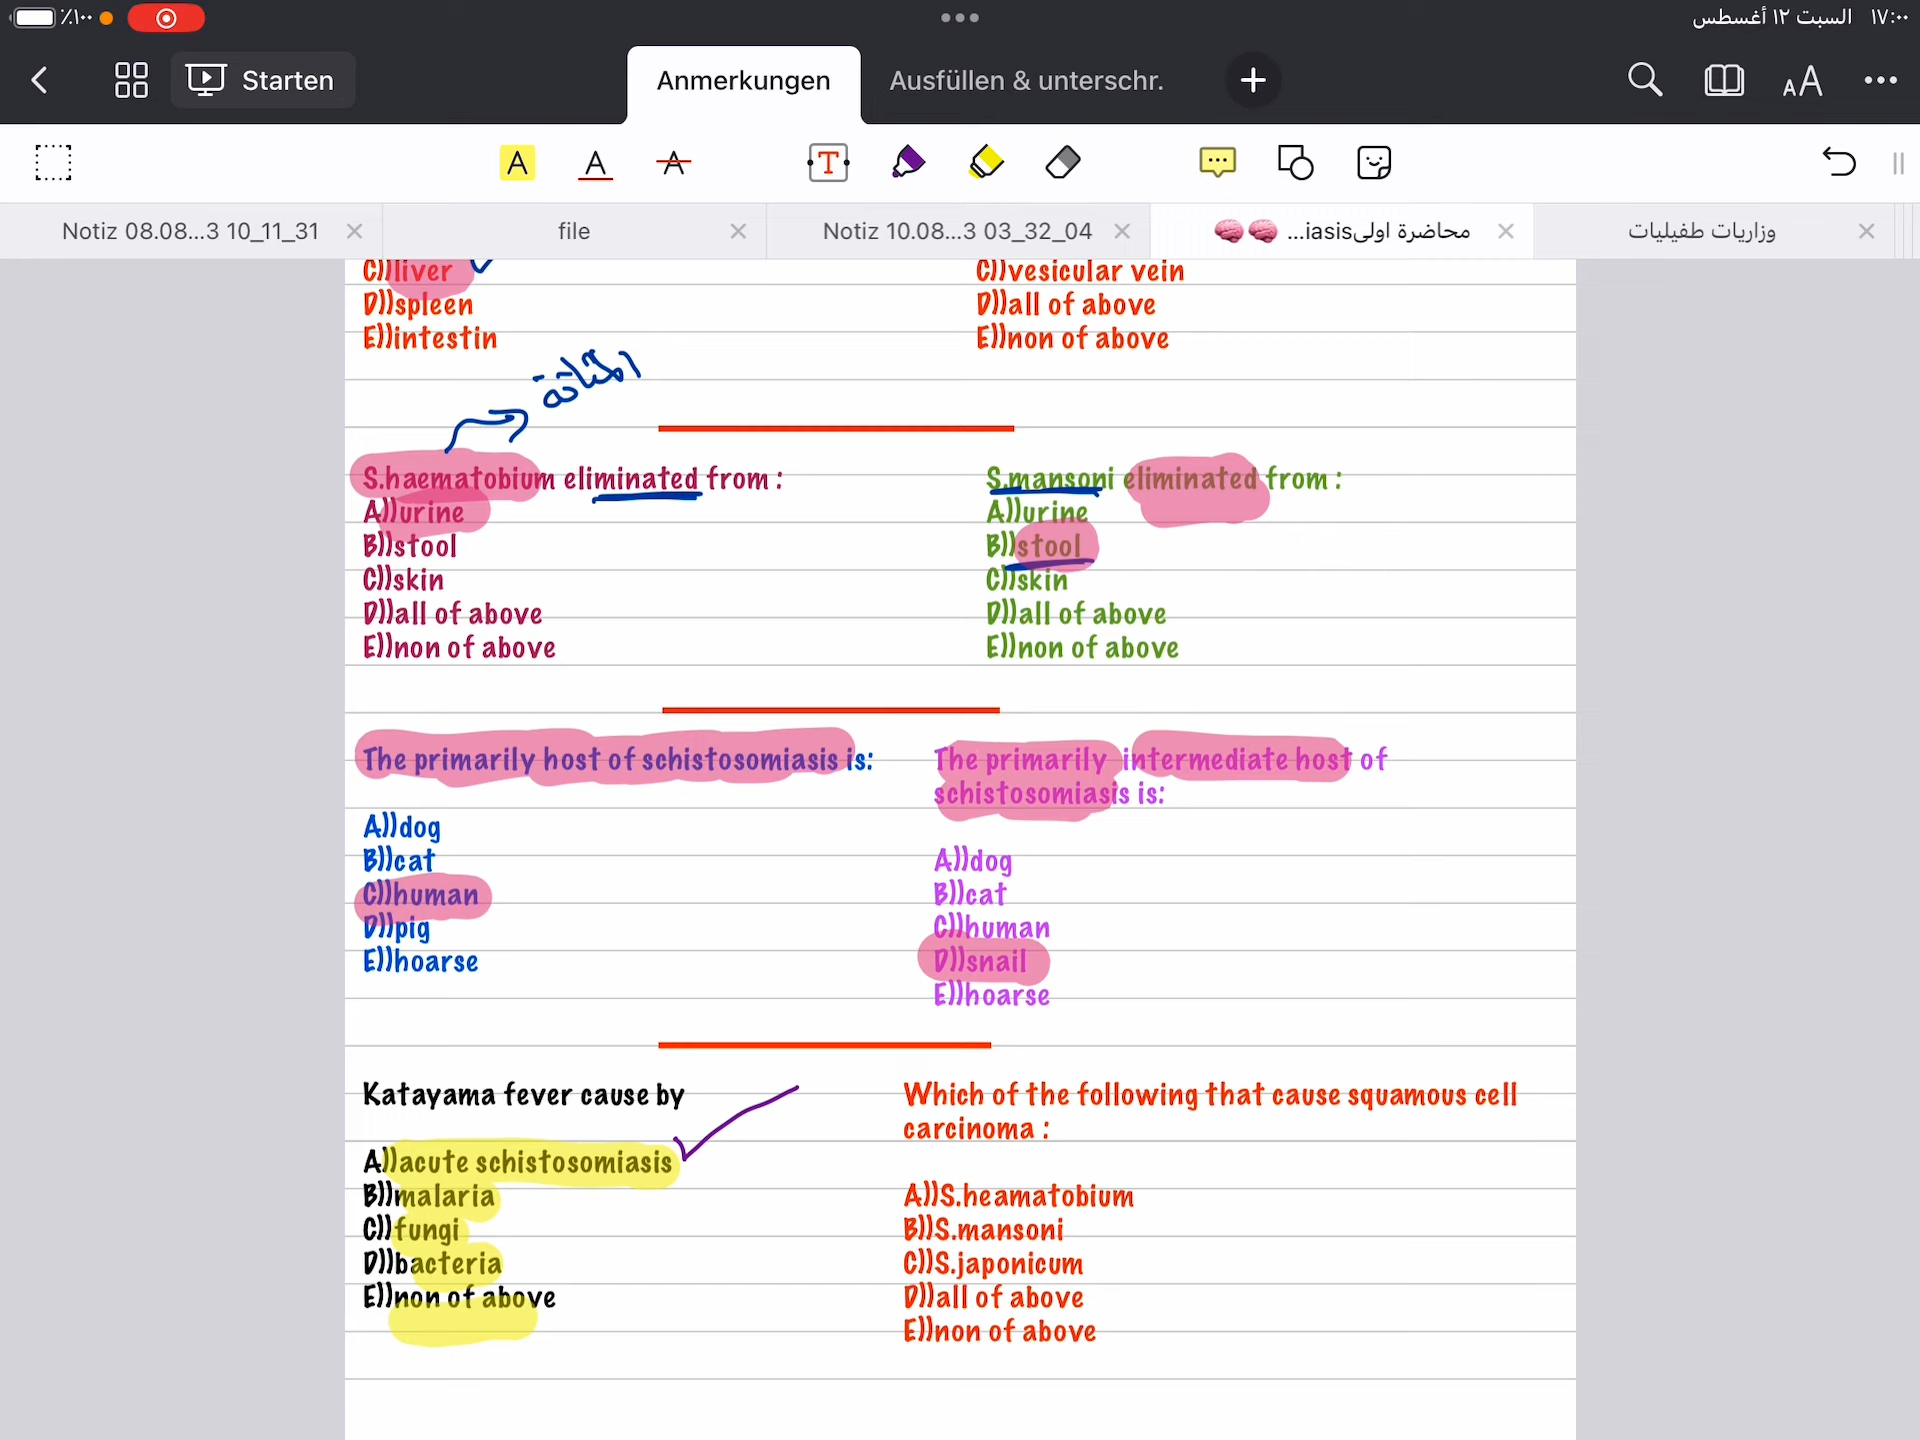 ٪۱۰۰
السبت ١٢ أغسطس ١٧:٠٠
Starten
Anmerkungen
Ausfüllen & unterschr.
AA
A A A T
Notiz 08.08...3 10_11_31
file
Notiz 10.08...3 03_32_04
محاضرة اولىiasis...
وزاريات طفيليات
C))liver
D))spleen
E))intestin
C))vesicular vein
D))all of above
E))non of above
المثانة
S.haematobium eliminated from :
A))urine
B))stool
C))skin
D))all of above
E))non of above
S.mansoni eliminated from :
A))urine
B))stool
C))skin
D))all of above
E))non of above
The primarily host of schistosomiasis is:
A))dog
B))cat
C))human
D))pig
E))hoarse
The primarily intermediate host of
schistosomiasis is:
A))dog
B))cat
C))human
D))snail
E))hoarse
Katayama fever cause by
A))acute schistosomiasis
B))malaria
C))fungi
D))bacteria
E))non of above
Which of the following that cause squamous cell
carcinoma :
A))S.heamatobium
B))S.mansoni
C))S.japonicum
D))all of above
E))non of above